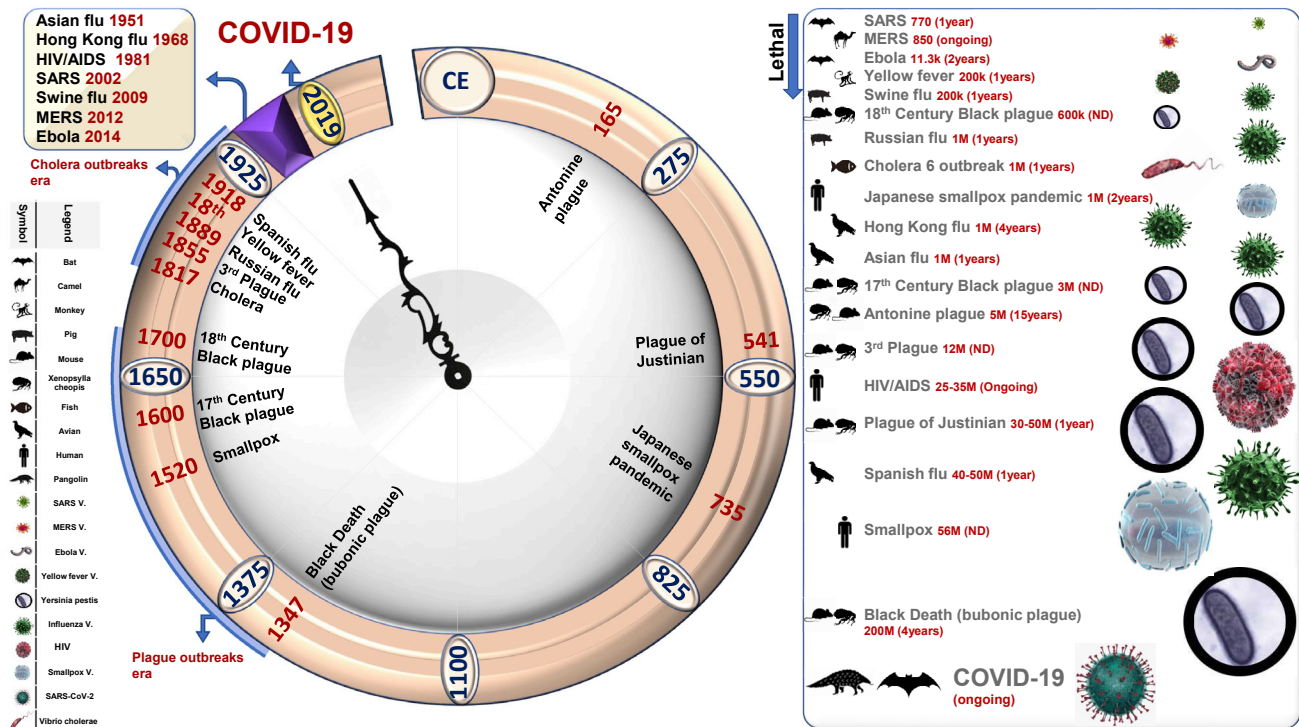 Asian flu 1951
Hong Kong flu 1968
HIV/AIDS 1981
SARS 2002
Swine flu 2009
MERS 2012
Ebola 2014
COVID-19
Cholera outbreaks
era
Symbol
Legend
Bat
Camel
Monkey
Pig
Mouse
Xenopsylla
cheopis
Fish
Avian
Human
Pangolin
SARS V.
MERS V.
Ebola V.
Yellow fever V.
Yersinia pestis
Influenza V.
HIV
Smallpox V.
SARS-CoV-2
Vibrio cholerae
CE
165
Antonine
plague
275
541
Plague of
Justinian
550
735
Japanese
smallpox
pandemic
825
1100
1347
Black Death
(bubonic plague)
1375
Plague outbreaks
era
1520
Smallpox
1600
17th Century
Black plague
1650
1700
18th Century
Black plague
1817
Cholera
1855
3rd Plague
1889
Russian flu
18th
Yellow fever
1918
Spanish flu
1925
2019
Lethal
SARS 770 (1year)
MERS 850 (ongoing)
Ebola 11.3k (2years)
Yellow fever 200k (1years)
Swine flu 200k (1years)
18th Century Black plague 600k (ND)
Russian flu 1M (1years)
Cholera 6 outbreak 1M (1years)
Japanese smallpox pandemic 1M (2years)
Hong Kong flu 1M (4years)
Asian flu 1M (1years)
17th Century Black plague 3M (ND)
Antonine plague 5M (15years)
3rd Plague 12M (ND)
HIV/AIDS 25-35M (Ongoing)
Plague of Justinian 30-50M (1year)
Spanish flu 40-50M (1year)
Smallpox 56M (ND)
Black Death (bubonic plague)
200M (4years)
COVID-19
(ongoing)